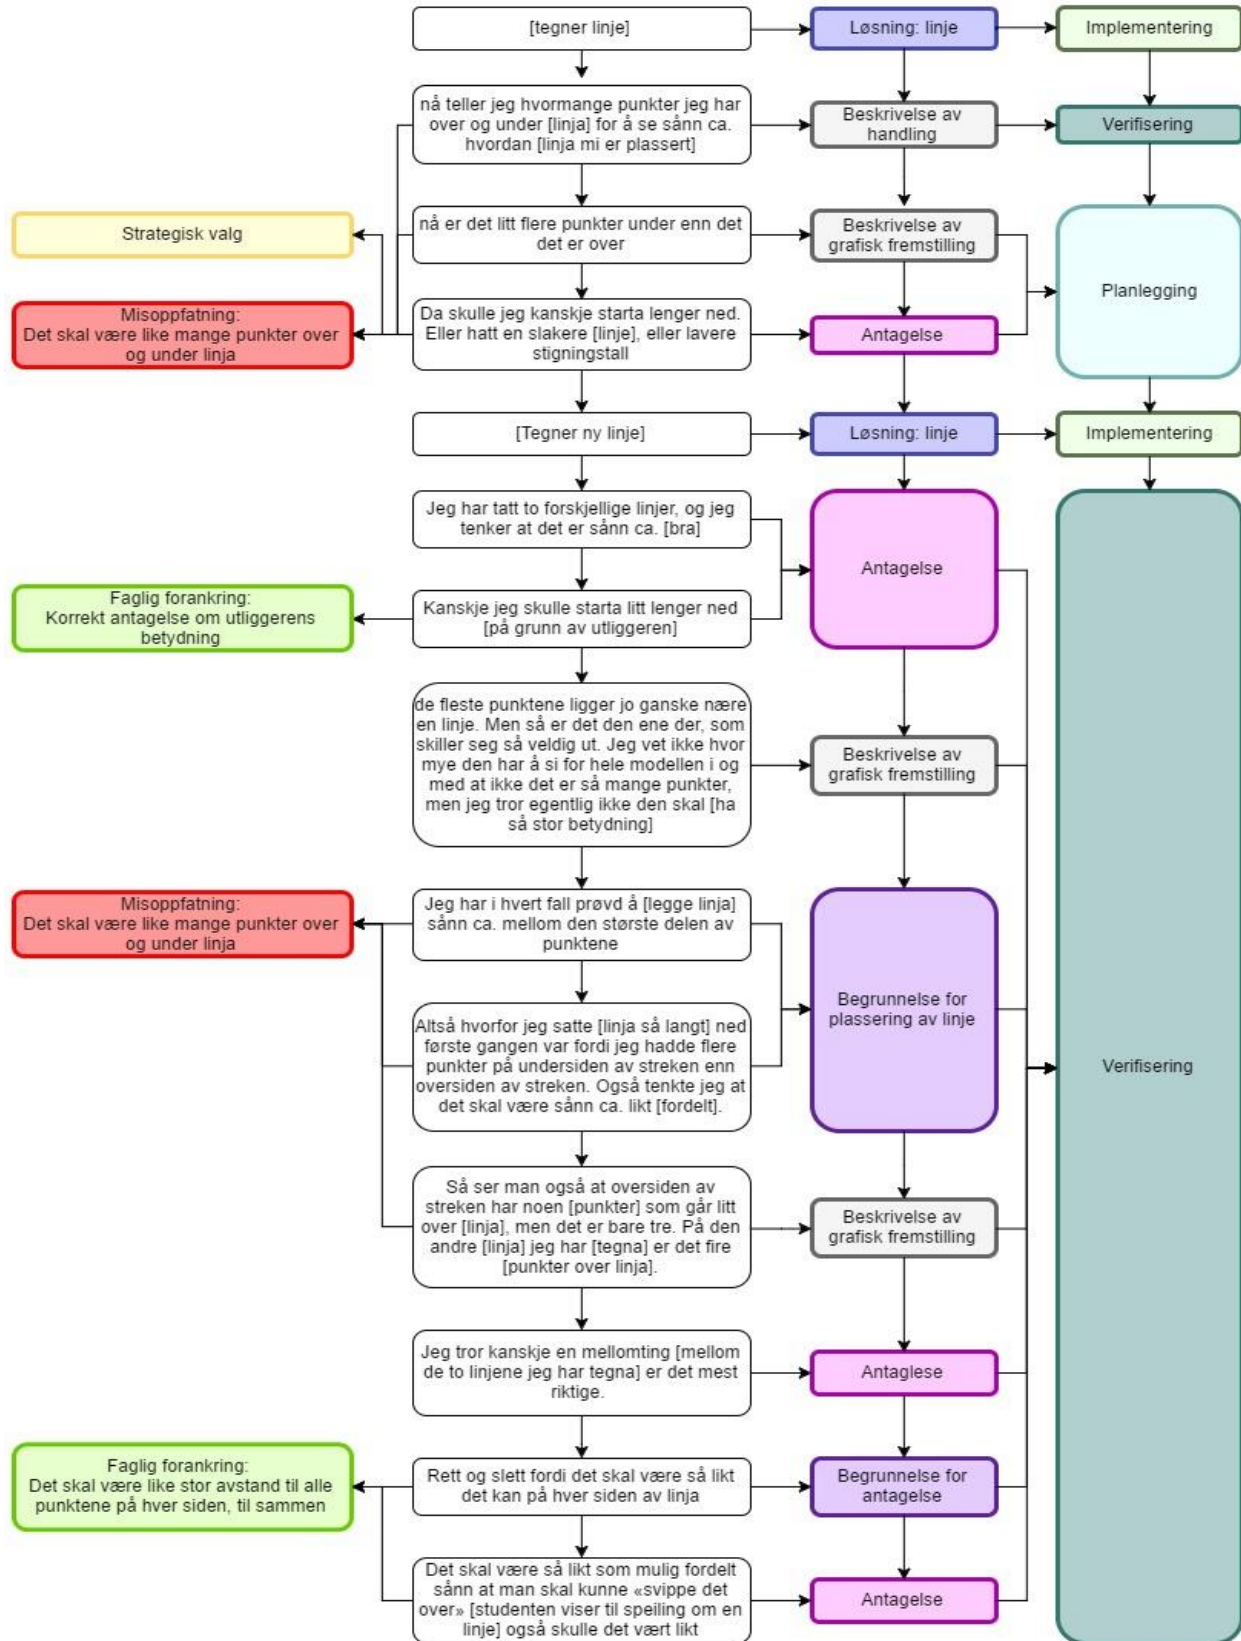 [tegner linje]
Løsning: linje
Implementering
nå teller jeg hvormange punkter jeg har
over og under [linja] for å se sånn ca.
hvordan [linja mi er plassert]
Beskrivelse av
handling
Verifisering
Strategisk valg
nå er det litt flere punkter under enn det
det er over
Beskrivelse av
grafisk fremstilling
Planlegging
Misoppfatning:
Det skal være like mange punkter over
og under linja
Da skulle jeg kanskje starta lenger ned.
Eller hatt en slakere [linje], eller lavere
stigningstall
Antagelse
[Tegner ny linje]
Løsning: linje
Implementering
Jeg har tatt to forskjellige linjer, og jeg
tenker at det er sånn ca. [bra]
Antagelse
Faglig forankring:
Korrekt antagelse om utliggerens
betydning
Kanskje jeg skulle starta litt lenger ned
[på grunn av utliggeren]
de fleste punktene ligger jo ganske nære
en linje. Men så er det den ene der, som
skiller seg så veldig ut. Jeg vet ikke hvor
mye den har å si for hele modellen i og
med at ikke det er så mange punkter,
men jeg tror egentlig ikke den skal [ha
så stor betydning]
Beskrivelse av
grafisk fremstilling
Misoppfatning:
Det skal være like mange punkter over
og under linja
Jeg har i hvert fall prøvd å [legge linja]
sånn ca. mellom den største delen av
punktene
Begrunnelse for
plassering av linje
Altså hvorfor jeg satte [linja så langt] ned
første gangen var fordi jeg hadde flere
punkter på undersiden av streken enn
oversiden av streken. Også tenkte jeg at
det skal være sånn ca. likt [fordelt].
Verifisering
Så ser man også at oversiden av
streken har noen [punkter] som går litt
over [linja], men det er bare tre. På den
andre [linja] jeg har [tegna] er det fire
[punkter over linja].
Beskrivelse av
grafisk fremstilling
Jeg tror kanskje en mellomting [mellom
de to linjene jeg har tegna] er det mest
riktige.
Antaglese
Faglig forankring:
Det skal være like stor avstand til alle
punktene på hver siden, til sammen
Rett og slett fordi det skal være så likt
det kan på hver siden av linja
Begrunnelse for
antagelse
Det skal være så likt som mulig fordelt
sånn at man skal kunne «svippe det
over» [studenten viser til speiling om en
linje] også skulle det vært likt
Antagelse